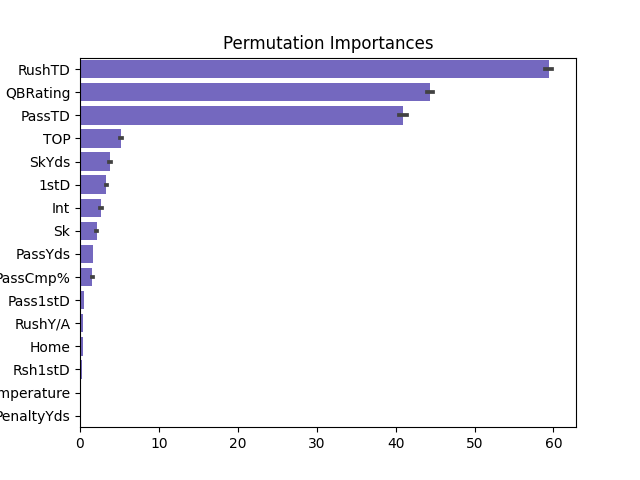 Permutation Importances
RushTD
QBRating
PassTD
TOP
SkYds
1stD
Int
Sk
PassYds
PassCmp%
Pass1stD
RushY/A
Home
Rsh1stD
mperature
PenaltyYds
0 10 20 30 40 50 60